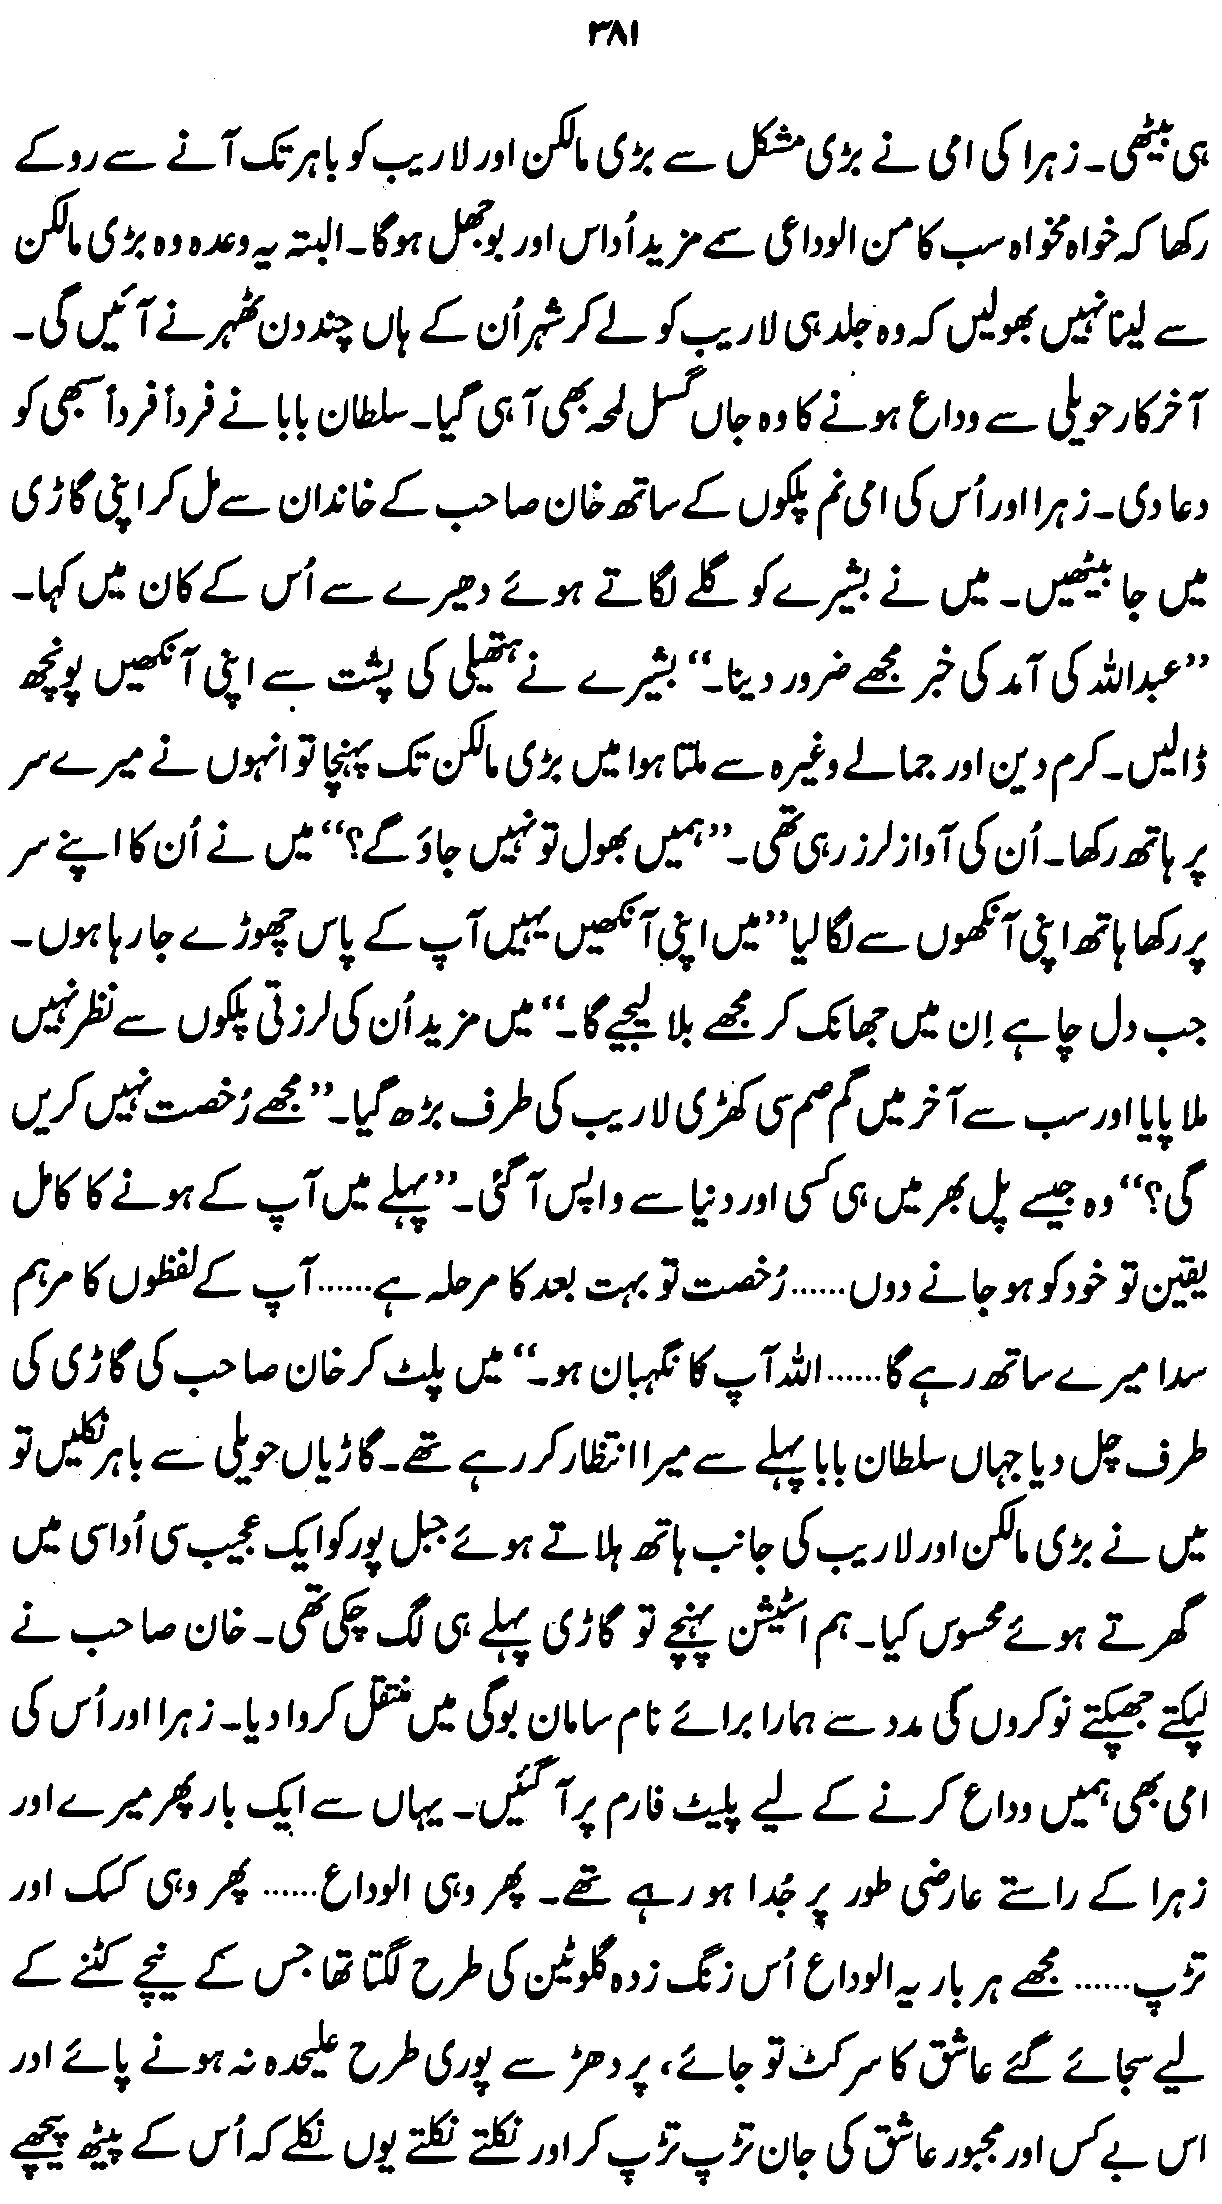 ۳۸۱
ہی بیٹھی۔ زہرا کی امی نے بڑی مشکل سے بڑی مالکن اور لاریب کو باہر تک آنے سے روکے
رکھا کہ خواہ مخواہ سب کا من الوداعی سے مزید اُداس اور بوجھل ہوگا۔ البتہ یہ وعدہ وہ بڑی مالکن
سے لینا نہیں بھولیں کہ وہ جلد ہی لاریب کو لے کر شہر اُن کے ہاں چند دن ٹھہرنے آئیں گی۔
آخرکار حویلی سے وداع ہونے کا وہ جاں گسل لمحہ بھی آہی گیا۔ سلطان بابا نے فرداً فرداً سبھی کو
دعا دی۔ زہرا اور اُس کی امی نم پلکوں کے ساتھ خان صاحب کے خاندان سے مل کر اپنی گاڑی
میں جا بیٹھیں۔ میں نے بشیرے کو گلے لگاتے ہوئے دھیرے سے اُس کے کان میں کہا۔
”عبداللہ کی آمد کی خبر مجھے ضرور دینا۔“ بشیرے نے ہتھیلی کی پشت سے اپنی آنکھیں پونچھ
ڈالیں۔ کرم دین اور جمالے وغیرہ سے ملتا ہوا میں بڑی مالکن تک پہنچا تو انہوں نے میرے سر
پر ہاتھ رکھا۔ اُن کی آواز لرز رہی تھی۔ ”ہمیں بھول تو نہیں جاؤ گے؟“ میں نے اُن کا اپنے سر
پر رکھا ہاتھ اپنی آنکھوں سے لگا لیا ”میں اپنی آنکھیں یہیں آپ کے پاس چھوڑے جا رہا ہوں۔
جب دل چاہے اِن میں جھانک کر مجھے بلا لیجیے گا۔“ میں مزید اُن کی لرزتی پلکوں سے نظر نہیں
ملا پایا اور سب سے آخر میں گم صم سی کھڑی لاریب کی طرف بڑھ گیا۔ ”مجھے رُخصت نہیں کریں
گی؟“ وہ جیسے پل بھر میں ہی کسی اور دنیا سے واپس آ گئی۔ ”پہلے میں آپ کے ہونے کا کامل
یقین تو خود کو ہو جانے دوں...... رُخصت تو بہت بعد کا مرحلہ ہے...... آپ کے لفظوں کا مرہم
سدا میرے ساتھ رہے گا...... اللہ آپ کا نگہبان ہو۔“ میں پلٹ کر خان صاحب کی گاڑی کی
طرف چل دیا جہاں سلطان بابا پہلے سے میرا انتظار کر رہے تھے۔ گاڑیاں حویلی سے باہر نکلیں تو
میں نے بڑی مالکن اور لاریب کی جانب ہاتھ ہلاتے ہوئے جبل پور کو ایک عجیب سی اُداسی میں
گھرتے ہوئے محسوس کیا۔ ہم اسٹیشن پہنچے تو گاڑی پہلے ہی لگ چکی تھی۔ خان صاحب نے
لپکتے جھپکتے نوکروں کی مدد سے ہمارا برائے نام سامان بوگی میں منتقل کروا دیا۔ زہرا اور اُس کی
امی بھی ہمیں وداع کرنے کے لیے پلیٹ فارم پر آ گئیں۔ یہاں سے ایک بار پھر میرے اور
زہرا کے راستے عارضی طور پر جُدا ہو رہے تھے۔ پھر وہی الوداع...... پھر وہی کسک اور
تڑپ...... مجھے ہر بار یہ الوداع اُس زنگ زدہ گلوٹین کی طرح لگتا تھا جس کے نیچے کٹنے کے
لیے سجائے گئے عاشق کا سر کٹ تو جائے، پر دھڑ سے پوری طرح علیحدہ نہ ہونے پائے اور
اس بے کس اور مجبور عاشق کی جان تڑپ تڑپ کر اور نکلتے نکلتے یوں نکلے کہ اُس کے پیٹھ پیچھے